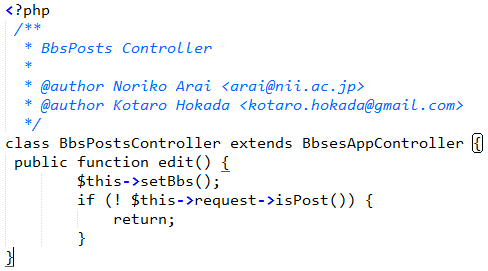 <?php
/**
 * BbsPosts Controller
 *
 * @author Noriko Arai <arai@nii.ac.jp>
 * @author Kotaro Hokada <kotaro.hokada@gmail.com>
 */
class BbsPostsController extends BbsesAppController {
 public function edit() {
        $this->setBbs();
        if (! $this->request->isPost()) {
            return;
        }
}